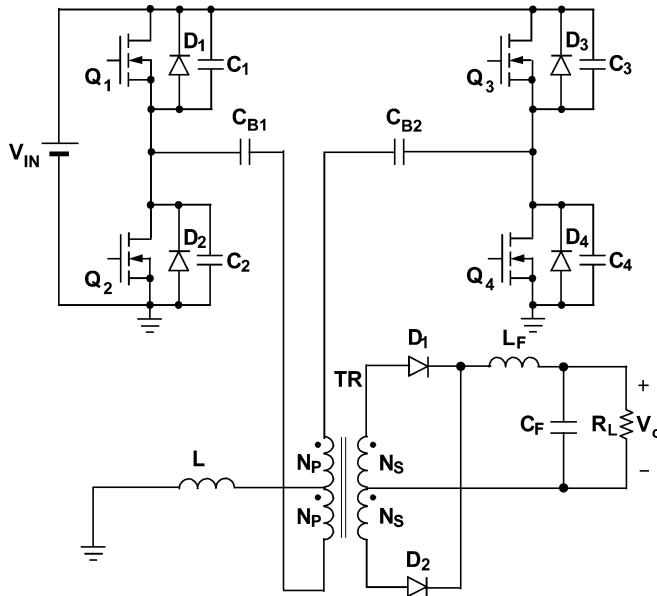 D1
D3
Q1
C1
Q3
C3
CB1
CB2
VIN
D2
D4
Q2
C2
Q4
C4
D1
LF
TR
+
CF
RL
L
NP
NS
−
NP
NS
D2